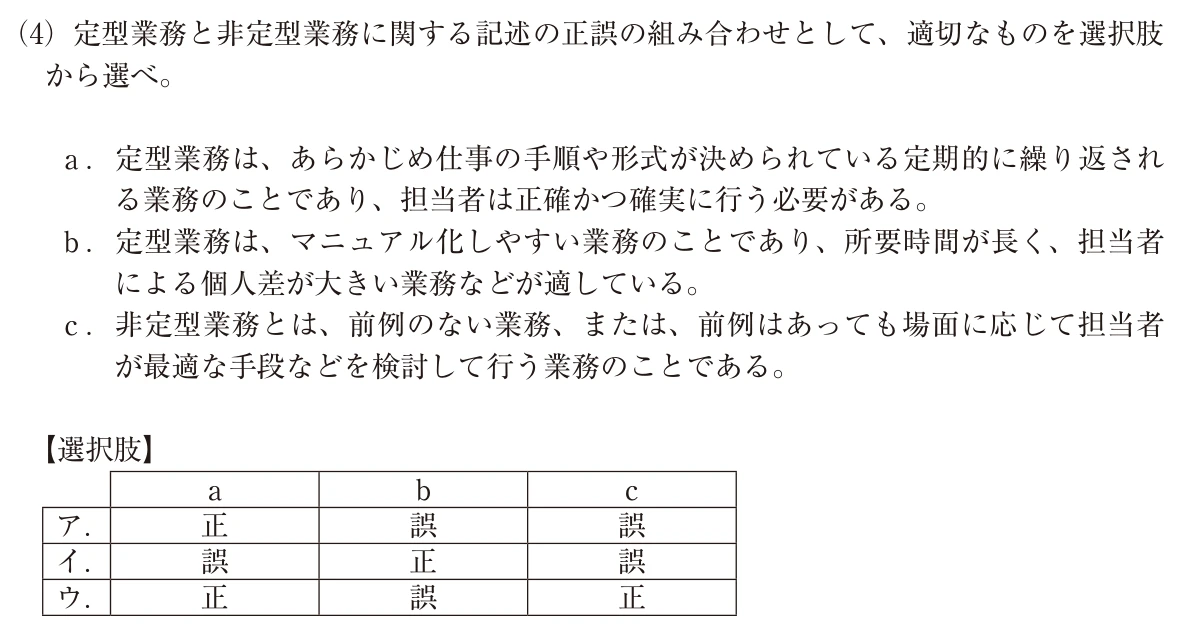 (4) 定型業務と非定型業務に関する記述の正誤の組み合わせとして、適切なものを選択肢
から選べ。
a. 定型業務は、あらかじめ仕事の手順や形式が決められている定期的に繰り返され
る業務のことであり、担当者は正確かつ確実に行う必要がある。
b. 定型業務は、マニュアル化しやすい業務のことであり、所要時間が長く、担当者
による個人差が大きい業務などが適している。
c. 非定型業務とは、前例のない業務、または、前例はあっても場面に応じて担当者
が最適な手段などを検討して行う業務のことである。
【選択肢】
a b c
ア. 正 誤 誤
イ. 誤 正 誤
ウ. 正 誤 正